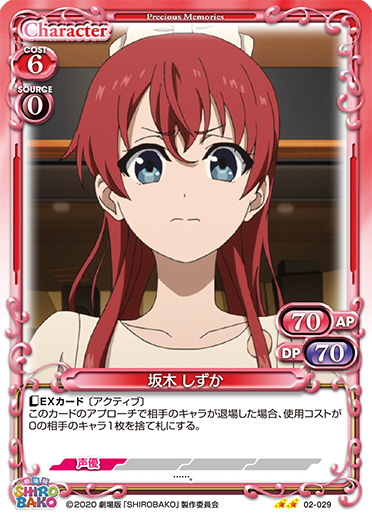 Precious Memories
Character
COST
6
SOURCE
0
70 AP
DP 70
坂木 しずか
EXカード〔アクティブ〕
このカードのアプローチで相手のキャラが退場した場合、使用コストが
0の相手のキャラ1枚を捨て札にする。
声優
……。
劇場版
SHIRO
BAKO
©2020 劇場版「SHIROBAKO」製作委員会
02-029